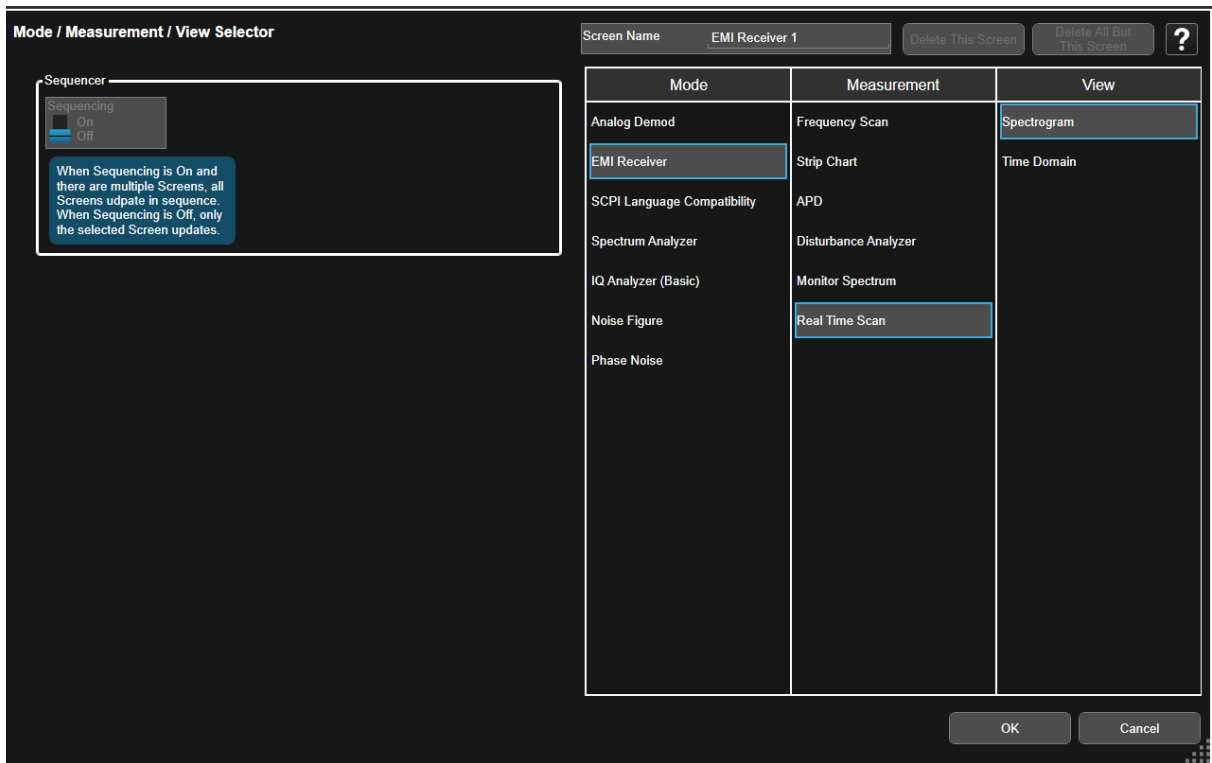 Mode / Measurement / View Selector
Screen Name
EMI Receiver 1
Delete This Screen
Delete All But
This Screen
?
Sequencer
Sequencing
On
Off
When Sequencing is On and
there are multiple Screens, all
Screens udpate in sequence.
When Sequencing is Off, only
the selected Screen updates.
Mode
Measurement
View
Analog Demod
Frequency Scan
Spectrogram
EMI Receiver
Strip Chart
Time Domain
SCPI Language Compatibility
APD
Spectrum Analyzer
Disturbance Analyzer
IQ Analyzer (Basic)
Monitor Spectrum
Noise Figure
Real Time Scan
Phase Noise
OK
Cancel